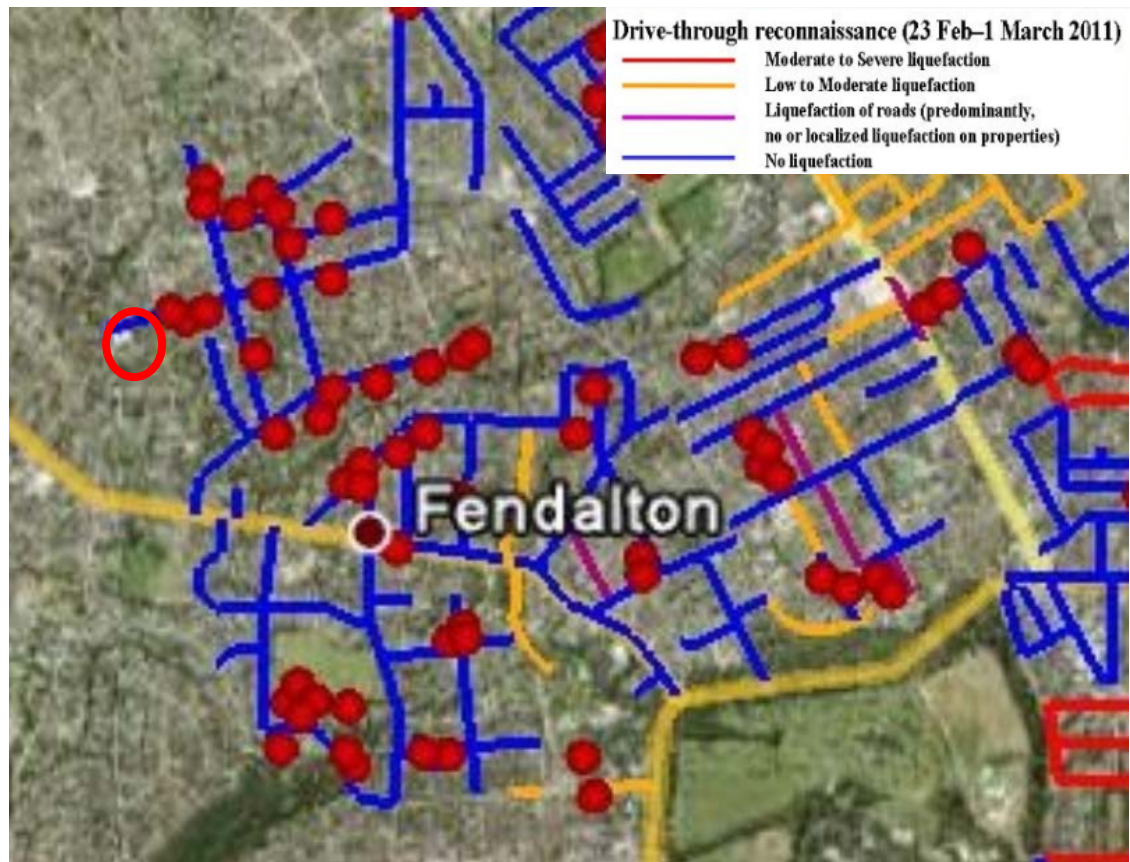 Drive-through reconnaissance (23 Feb–1 March 2011)
Moderate to Severe liquefaction
Low to Moderate liquefaction
Liquefaction of roads (predominantly,
no or localized liquefaction on properties)
No liquefaction
Fendalton